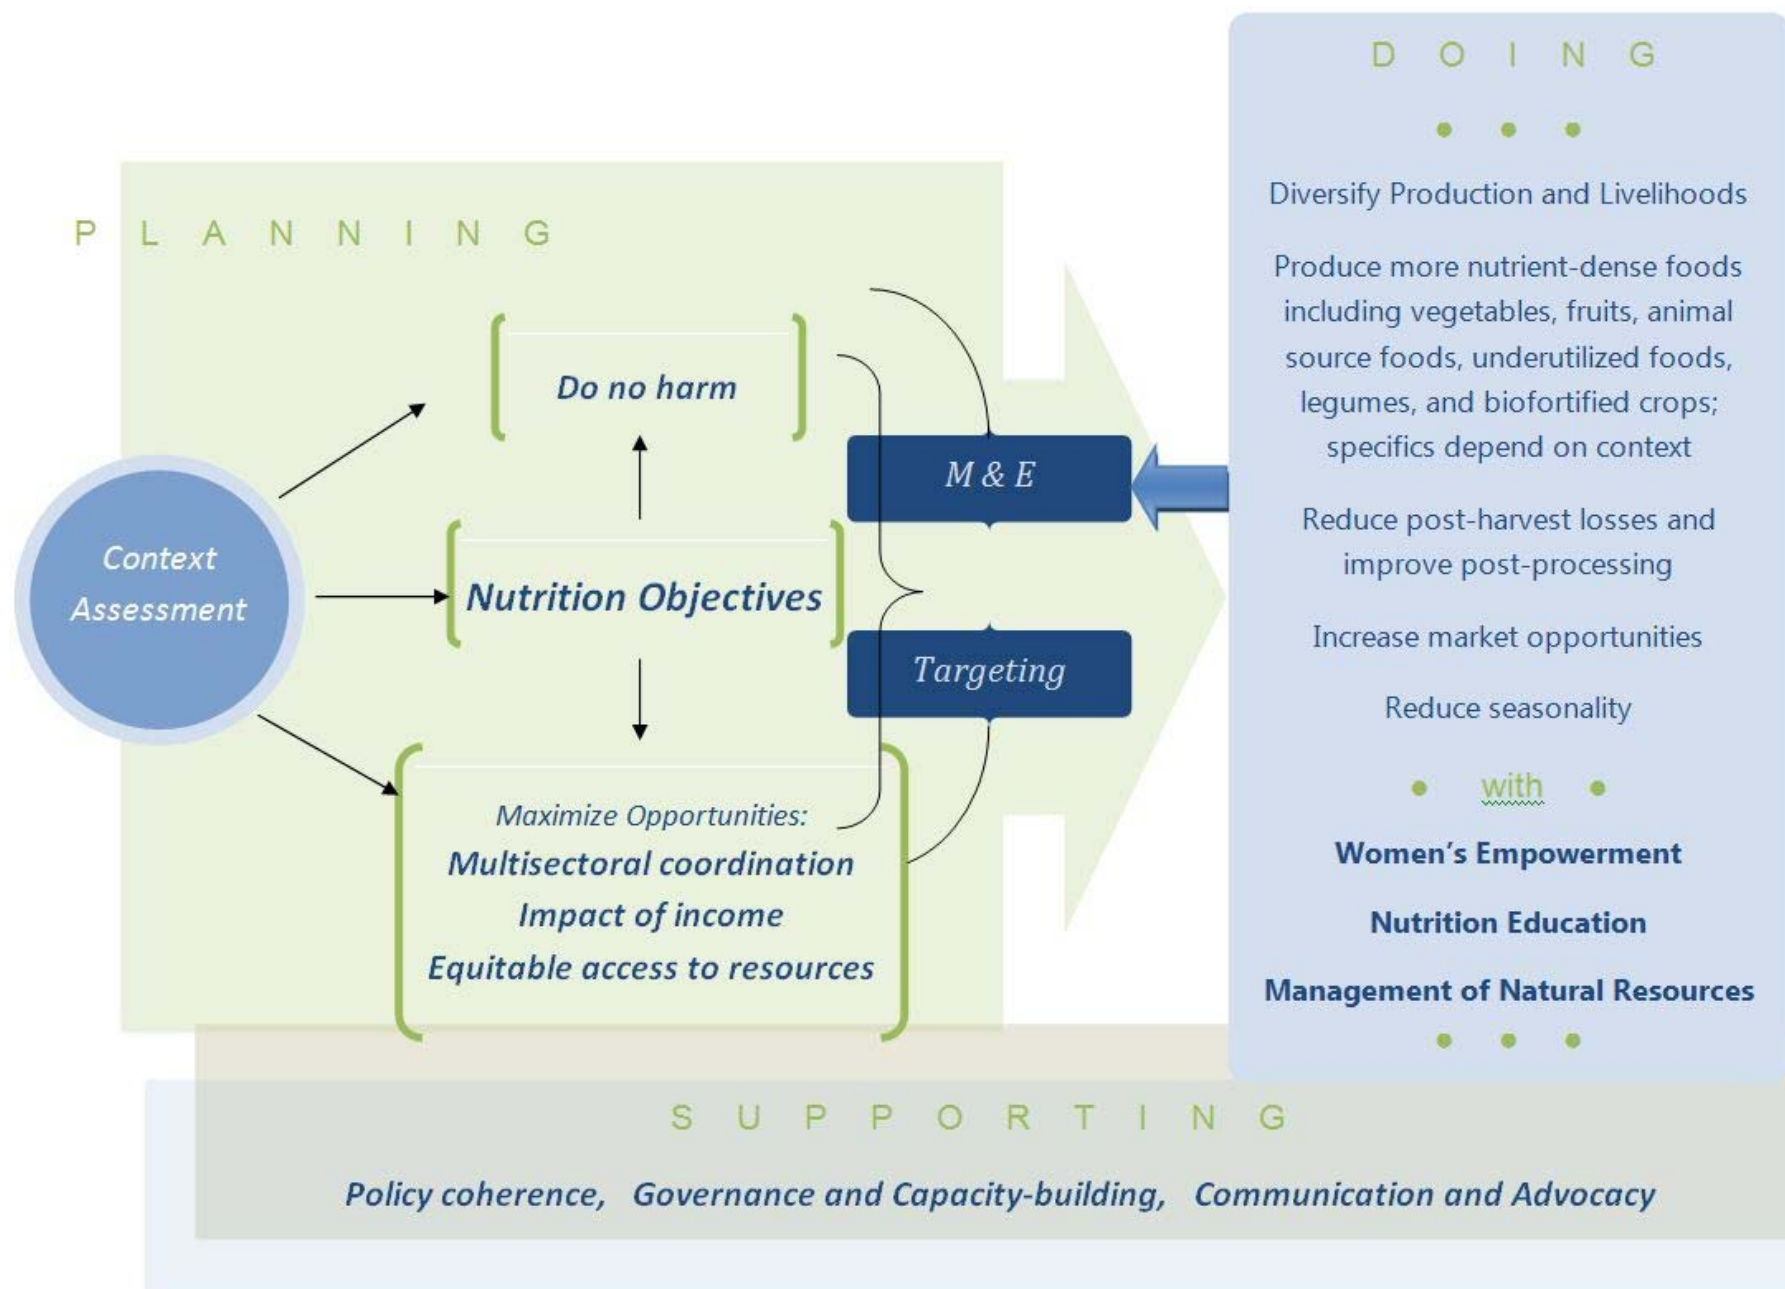 PLANNING
Context
Assessment
Do no harm
Nutrition Objectives
Maximize Opportunities:
Multisectoral coordination
Impact of income
Equitable access to resources
M & E
Targeting
DOING
Diversify Production and Livelihoods
Produce more nutrient-dense foods
including vegetables, fruits, animal
source foods, underutilized foods,
legumes, and biofortified crops;
specifics depend on context
Reduce post-harvest losses and
improve post-processing
Increase market opportunities
Reduce seasonality
• with •
Women's Empowerment
Nutrition Education
Management of Natural Resources
SUPPORTING
Policy coherence, Governance and Capacity-building, Communication and Advocacy